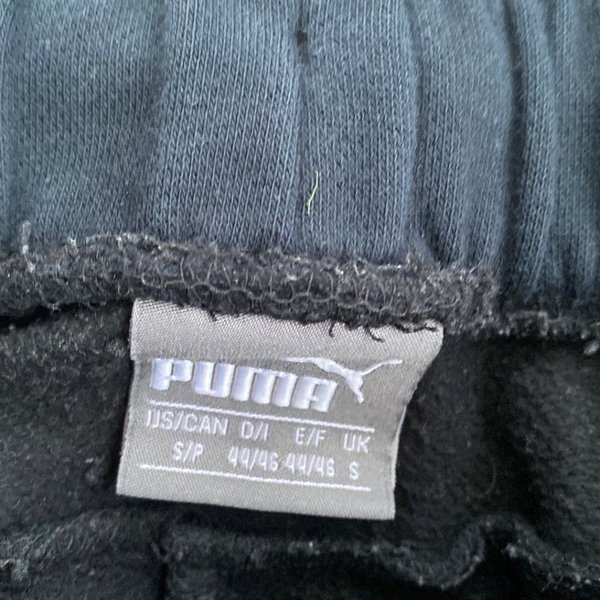 PUMA
US/CAN D/I E/F UK
S/P 44/46 44/46 S